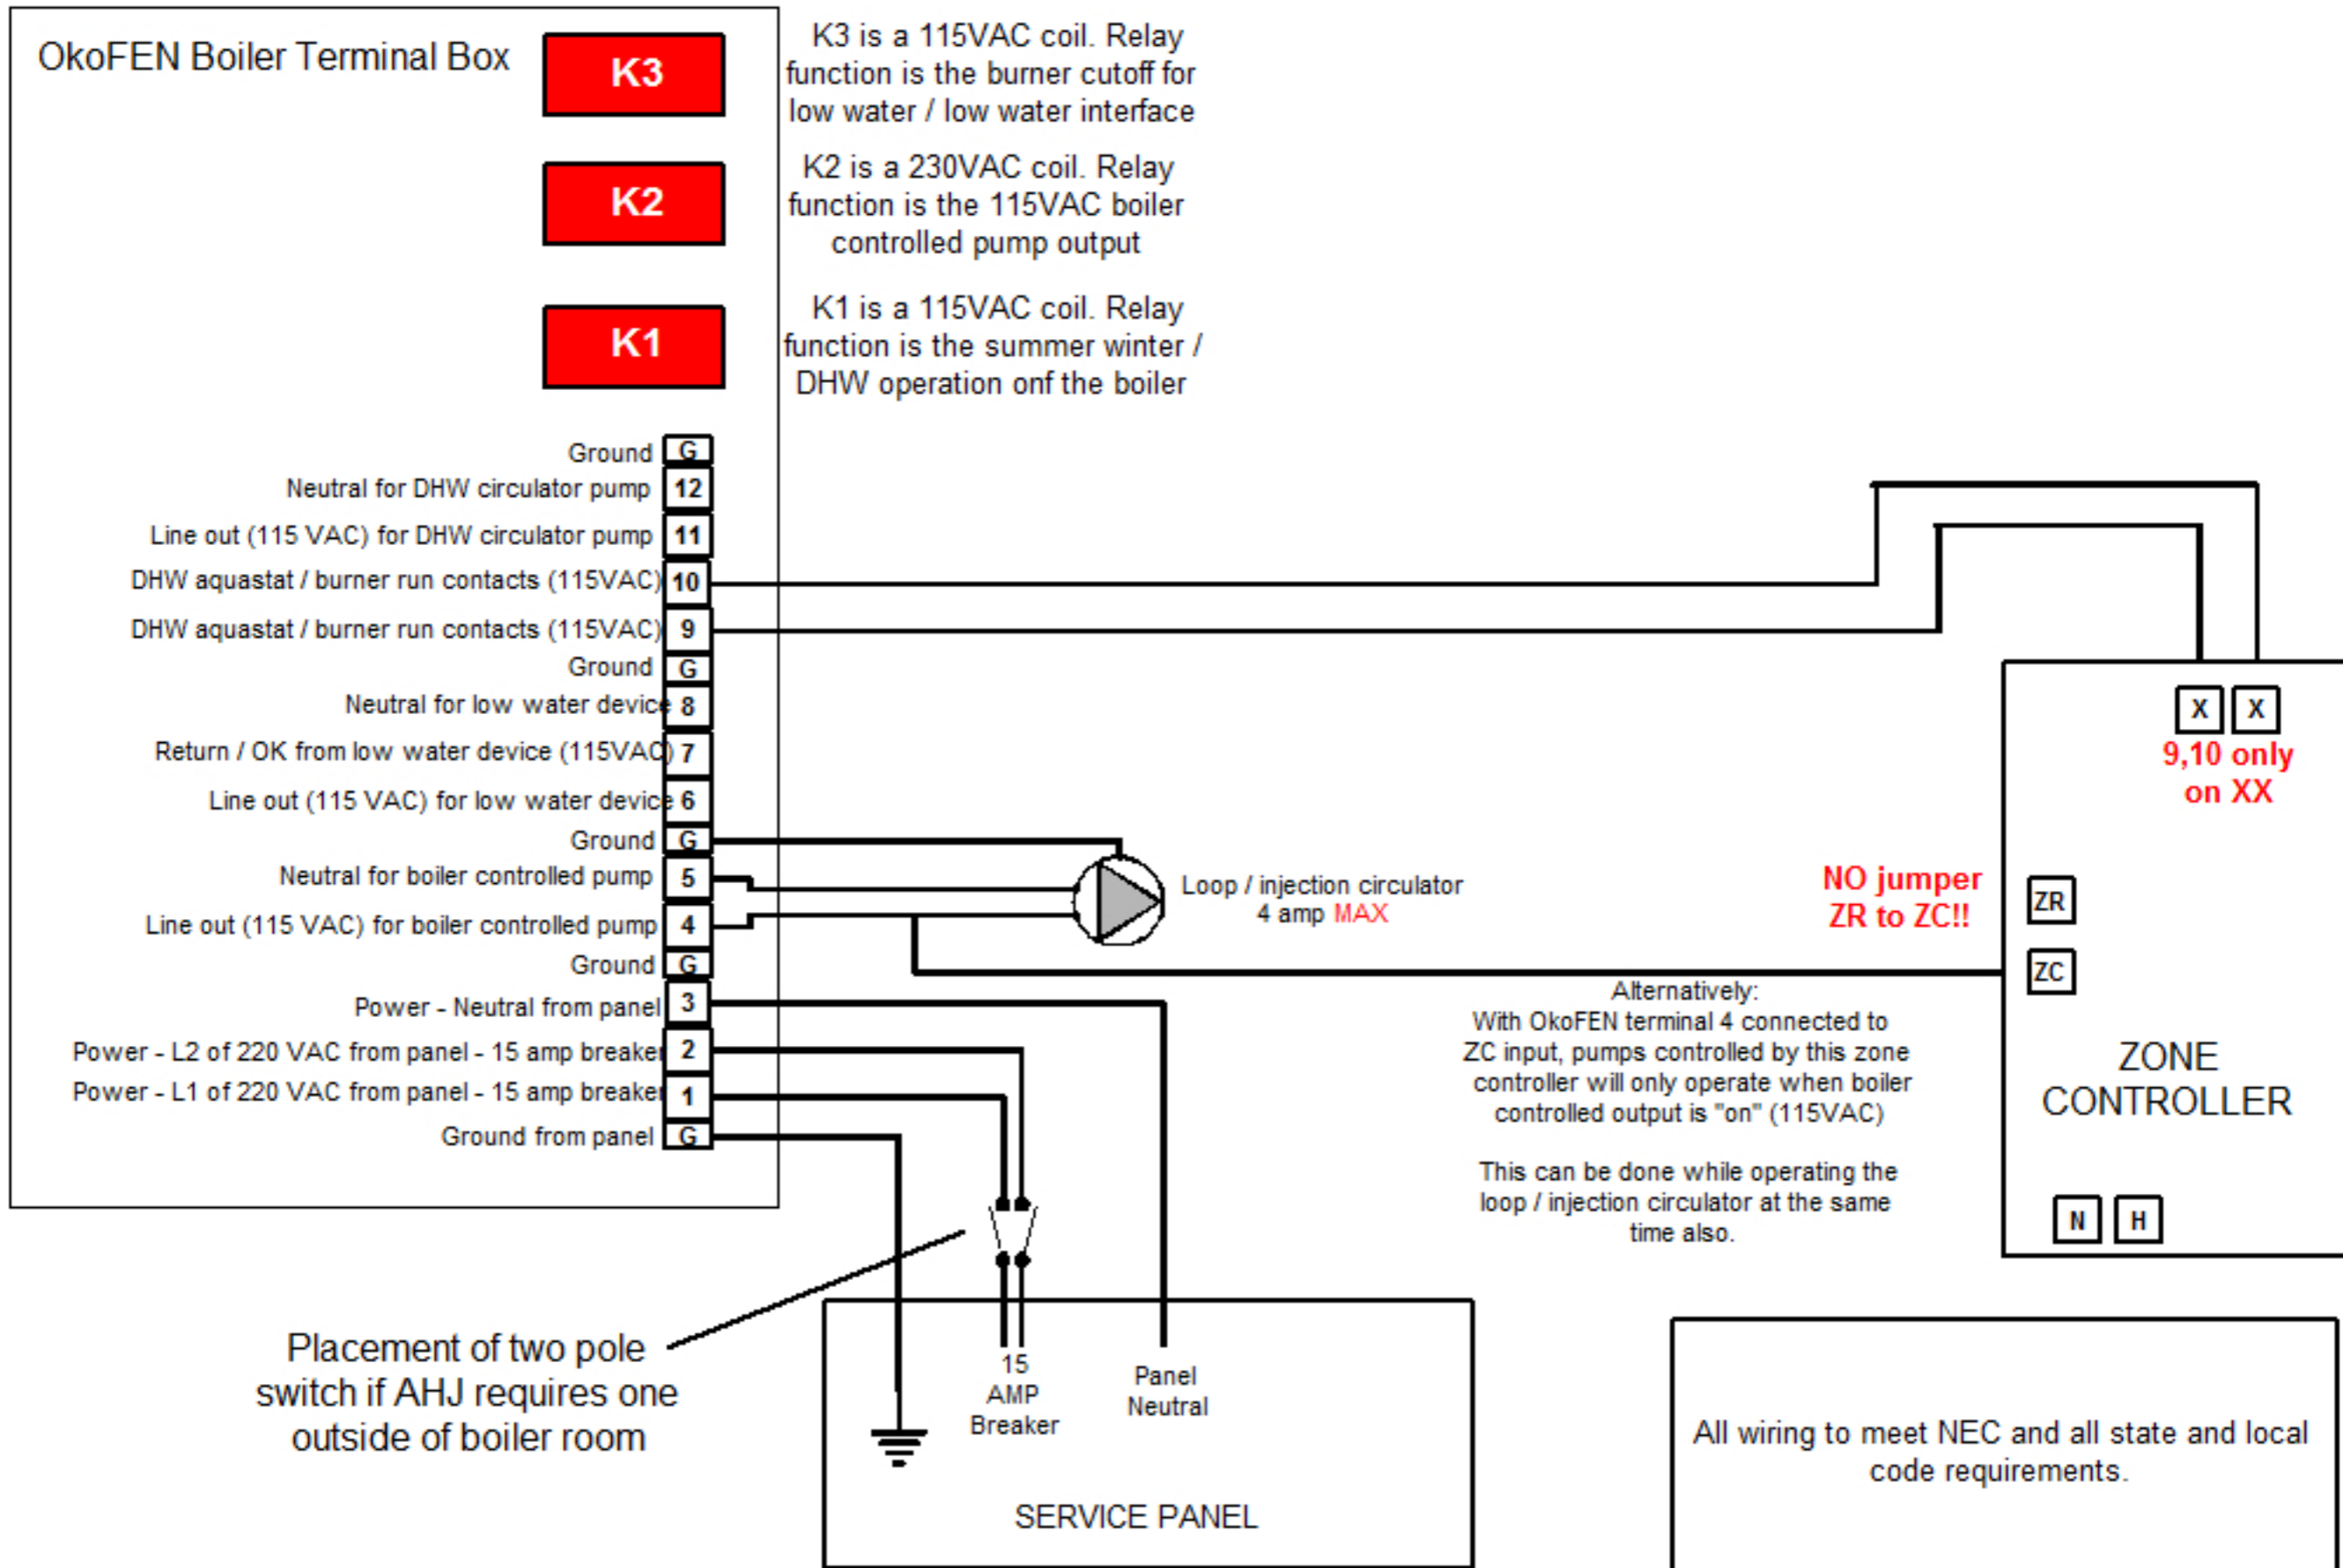 OkoFEN Boiler Terminal Box
K3
K3 is a 115VAC coil. Relay
function is the burner cutoff for
low water / low water interface
K2
K2 is a 230VAC coil. Relay
function is the 115VAC boiler
controlled pump output
K1
K1 is a 115VAC coil. Relay
function is the summer winter /
DHW operation onf the boiler
Ground G
Neutral for DHW circulator pump 12
Line out (115 VAC) for DHW circulator pump 11
DHW aquastat / burner run contacts (115VAC) 10
DHW aquastat / burner run contacts (115VAC) 9
Ground G
Neutral for low water device 8
Return / OK from low water device (115VAC) 7
Line out (115 VAC) for low water device 6
Ground G
Neutral for boiler controlled pump 5
Line out (115 VAC) for boiler controlled pump 4
Ground G
Power - Neutral from panel 3
Power - L2 of 220 VAC from panel - 15 amp breaker 2
Power - L1 of 220 VAC from panel - 15 amp breaker 1
Ground from panel G
Loop / injection circulator
4 amp MAX
X X
9,10 only
on XX
NO jumper
ZR to ZC!!
ZR
ZC
ZONE
CONTROLLER
N H
Alternatively:
With OkoFEN terminal 4 connected to
ZC input, pumps controlled by this zone
controller will only operate when boiler
controlled output is "on" (115VAC)
This can be done while operating the
loop / injection circulator at the same
time also.
Placement of two pole
switch if AHJ requires one
outside of boiler room
15
AMP
Breaker
Panel
Neutral
SERVICE PANEL
All wiring to meet NEC and all state and local
code requirements.